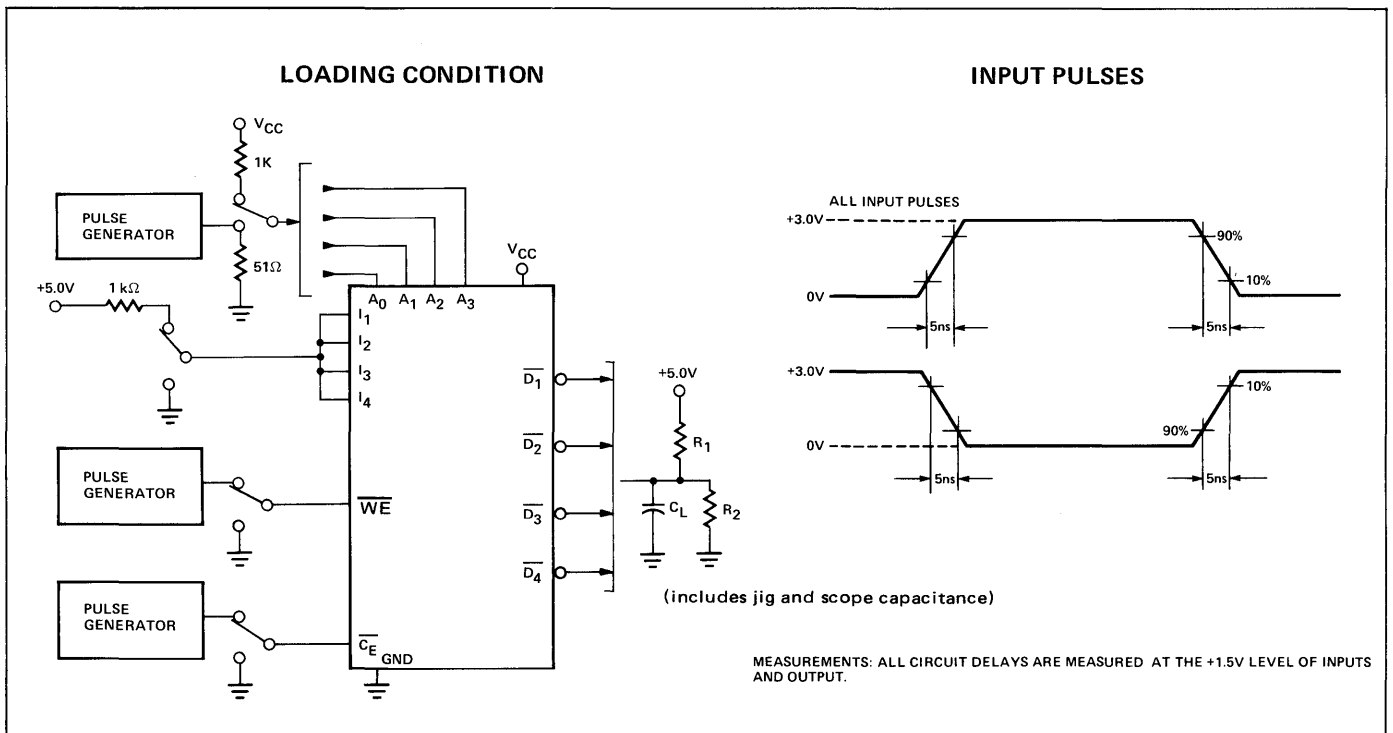 LOADING CONDITION
INPUT PULSES
VCC
1K
PULSE
GENERATOR
51Ω
VCC
+5.0V
1 kΩ
A0 A1 A2 A3
I1
I2
I3
I4
D1
D2
D3
D4
+5.0V
R1
CL
R2
PULSE
GENERATOR
WE
PULSE
GENERATOR
CE
GND
(includes jig and scope capacitance)
ALL INPUT PULSES
+3.0V
90%
10%
0V
5ns
5ns
+3.0V
10%
90%
0V
5ns
5ns
MEASUREMENTS: ALL CIRCUIT DELAYS ARE MEASURED AT THE +1.5V LEVEL OF INPUTS
AND OUTPUT.